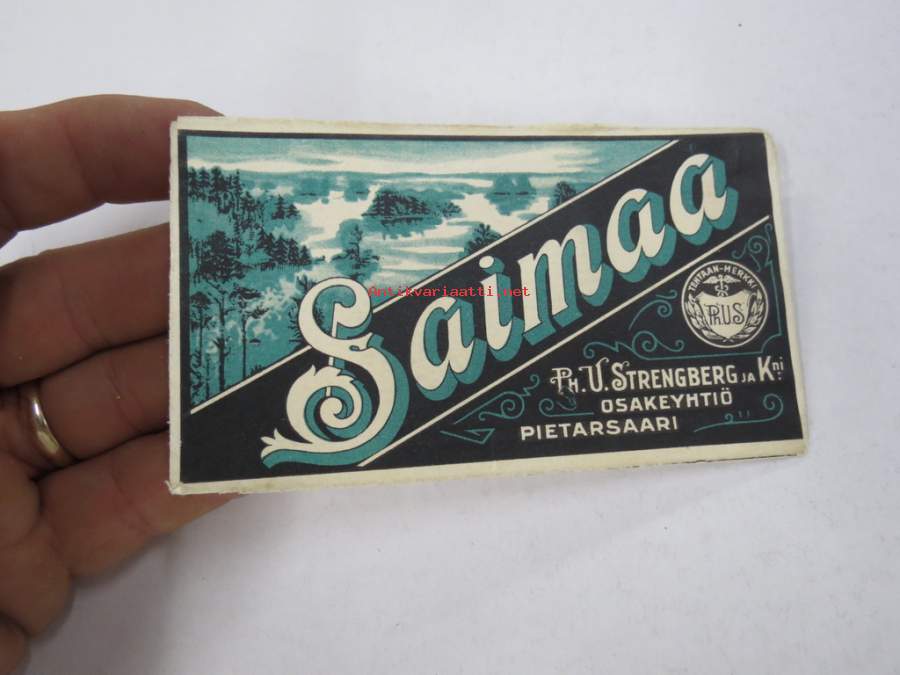 Saimaa
Antikvariaatti.net
TEHTAAN-MERKKI
PH.U.S
PH. U. STRENGBERG JA Kni
OSAKEYHTIÖ
PIETARSAARI